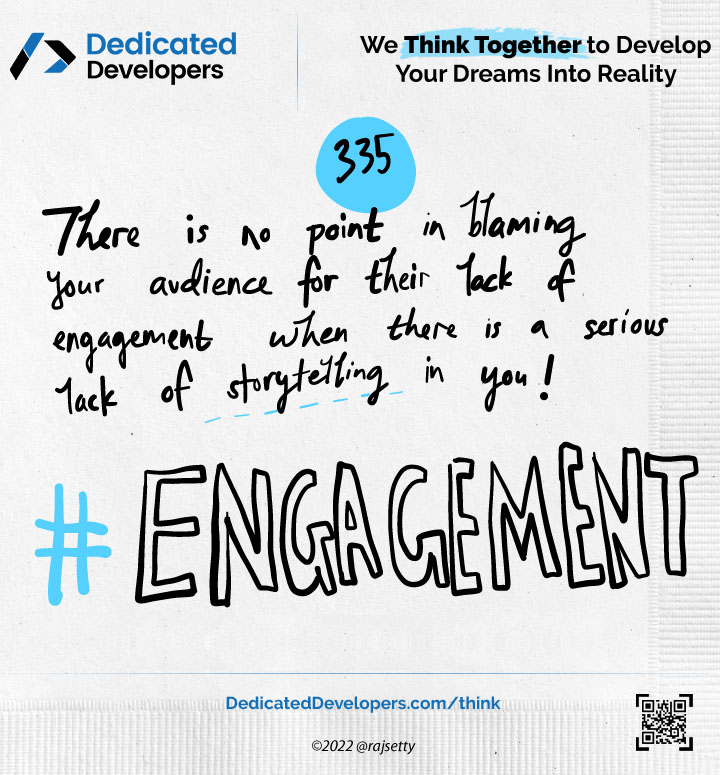 Dedicated
Developers
We Think Together to Develop
Your Dreams Into Reality
335
There is no point in blaming
your audience for their lack of
engagement when there is a serious
lack of storytelling in you!
#ENGAGEMENT
DedicatedDevelopers.com/think
©2022 @rajsetty